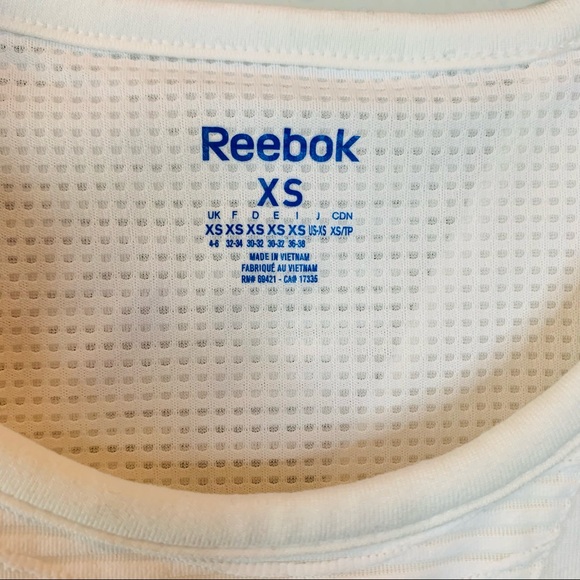 Reebok
XS
UK F D E I J CDN
XS XS XS XS XS US-XS XS/TP
4-6 32-34 30-32 30-32 36-38
MADE IN VIETNAM
FABRIQUÉ AU VIETNAM
RN# 69421 - CA# 17335